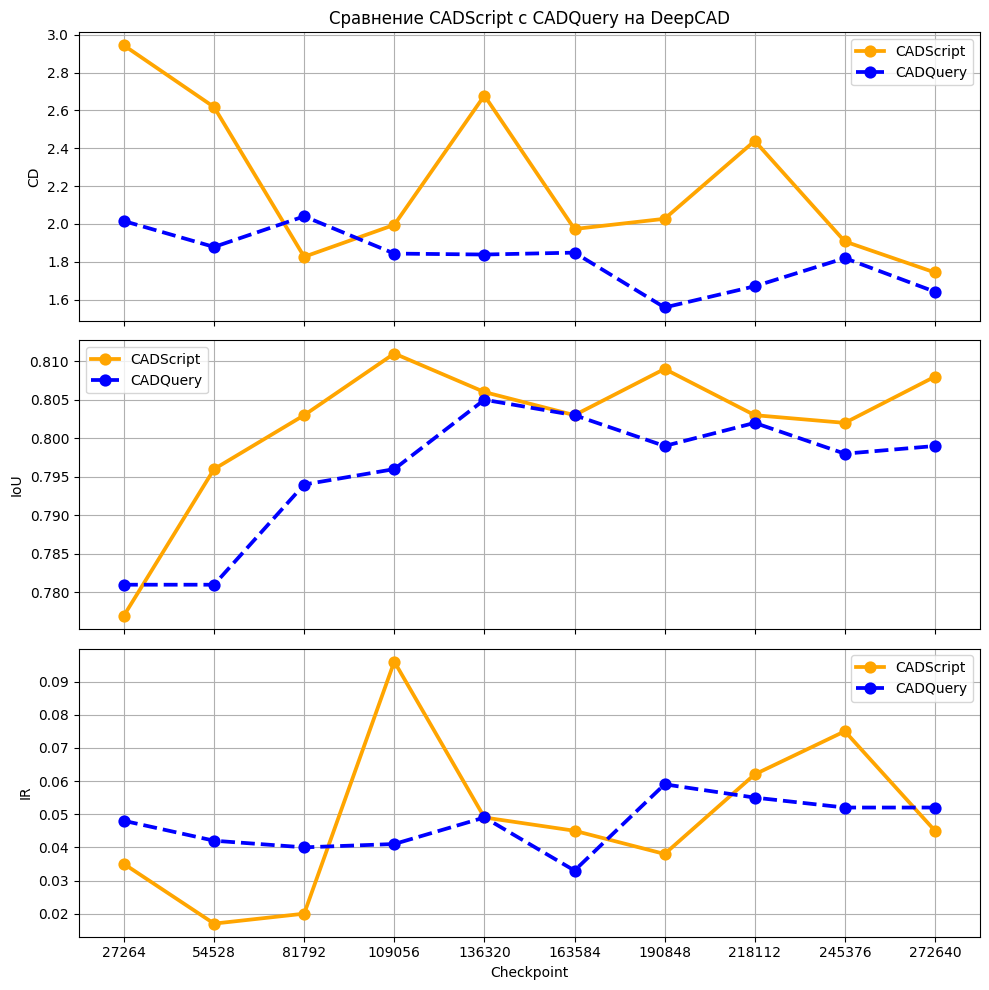 Сравнение CADScript с CADQuery на DeepCAD
3.0
2.8
2.6
2.4
2.2
2.0
1.8
1.6
CD
CADScript
CADQuery
0.810
0.805
0.800
0.795
0.790
0.785
0.780
IoU
CADScript
CADQuery
0.09
0.08
0.07
0.06
0.05
0.04
0.03
0.02
IR
CADScript
CADQuery
27264 54528 81792 109056 136320 163584 190848 218112 245376 272640
Checkpoint